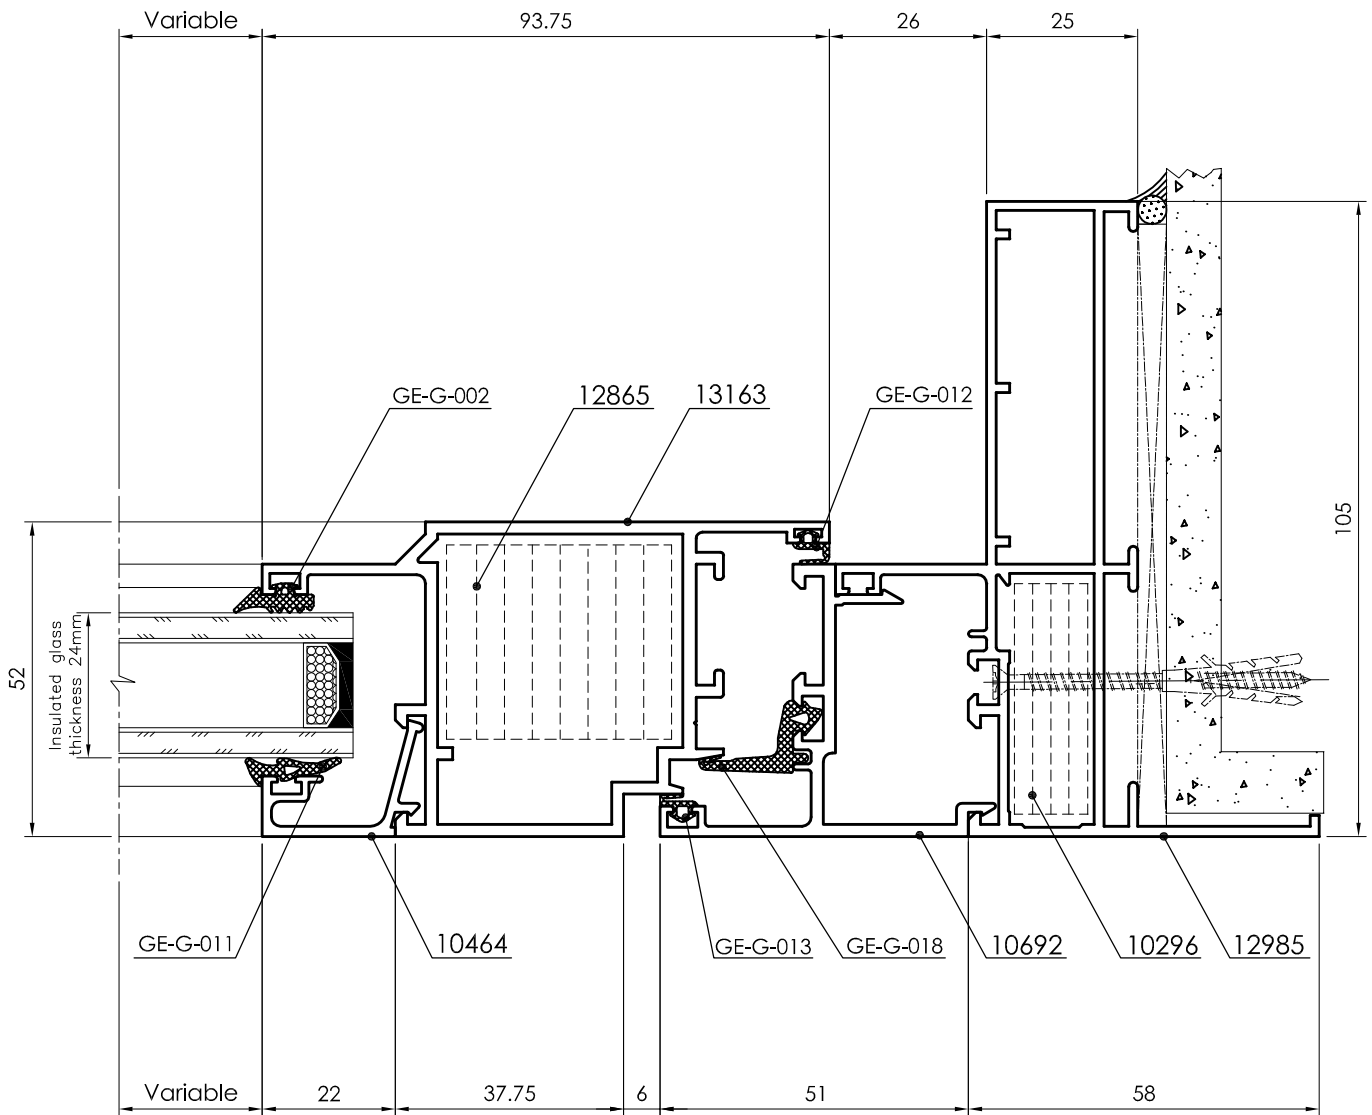 Variable
93.75
26
25
GE-G-002
12865
13163
GE-G-012
105
52
Insulated glass
thickness 24mm
GE-G-011
10464
GE-G-013
GE-G-018
10692
10296
12985
Variable
22
37.75
6
51
58